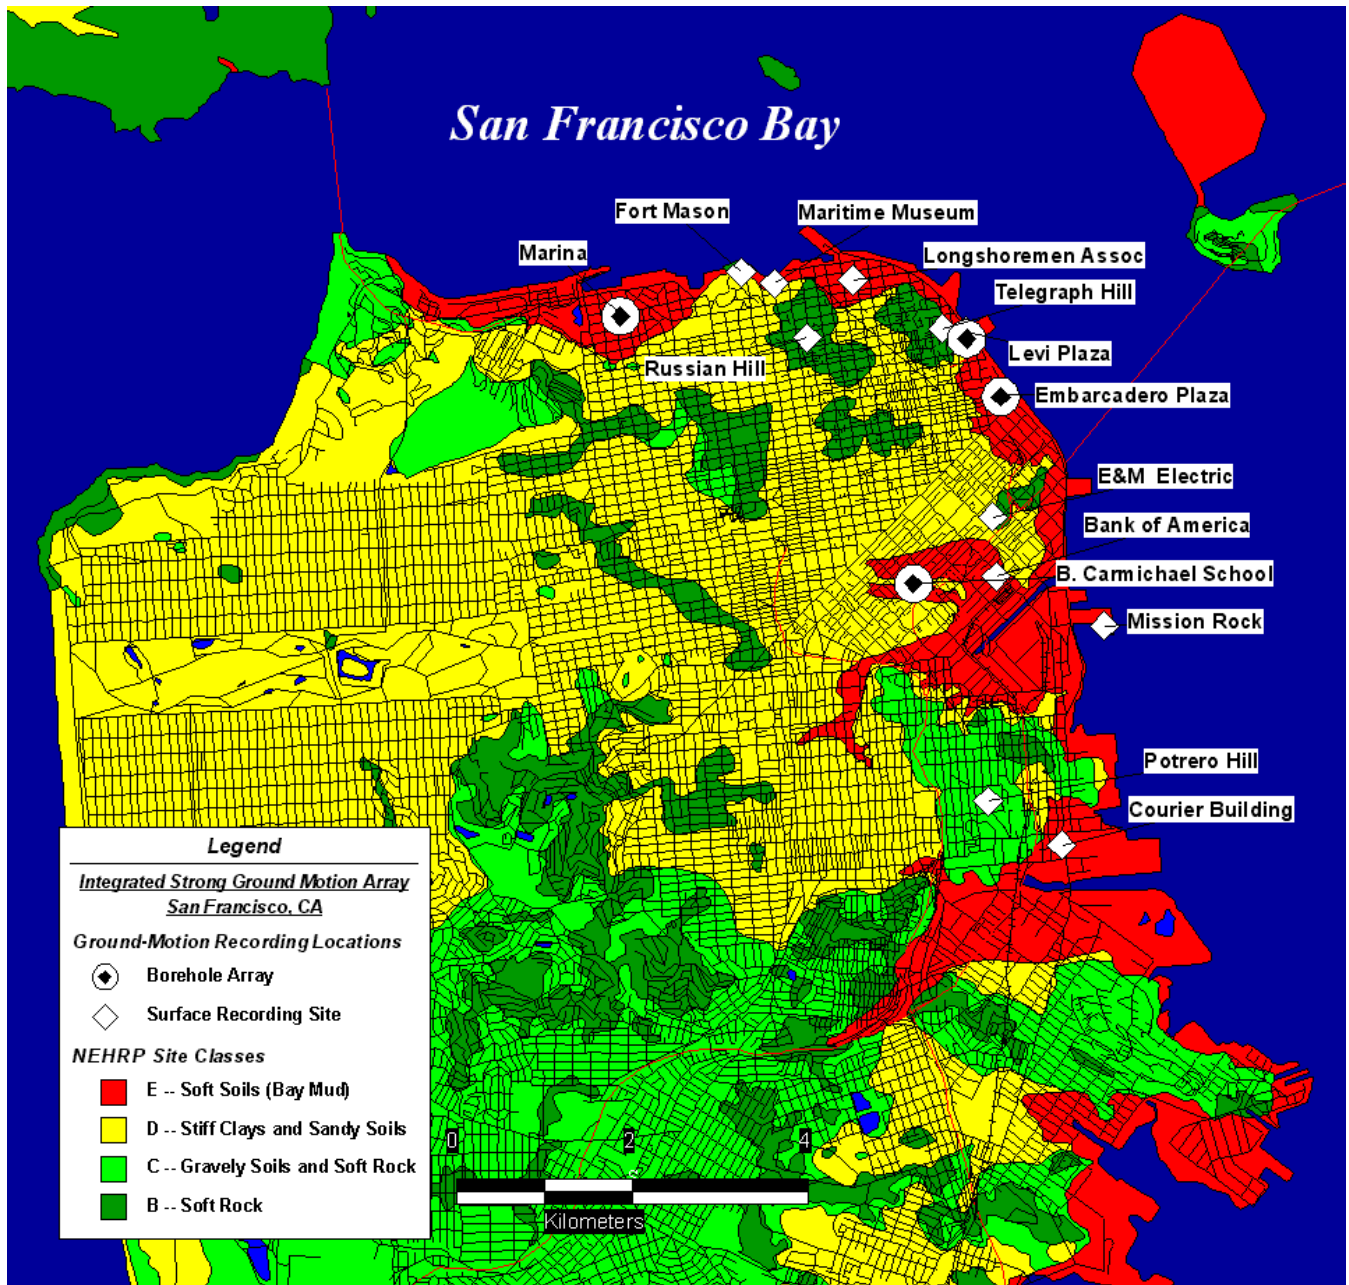 San Francisco Bay
Fort Mason
Maritime Museum
Marina
Longshoremen Assoc
Telegraph Hill
Levi Plaza
Russian Hill
Embarcadero Plaza
E&M Electric
Bank of America
B. Carmichael School
Mission Rock
Potrero Hill
Courier Building
Legend
Integrated Strong Ground Motion Array
San Francisco, CA
Ground-Motion Recording Locations
Borehole Array
Surface Recording Site
NEHRP Site Classes
E -- Soft Soils (Bay Mud)
D -- Stiff Clays and Sandy Soils
C -- Gravely Soils and Soft Rock
B -- Soft Rock
0 2 4
Kilometers